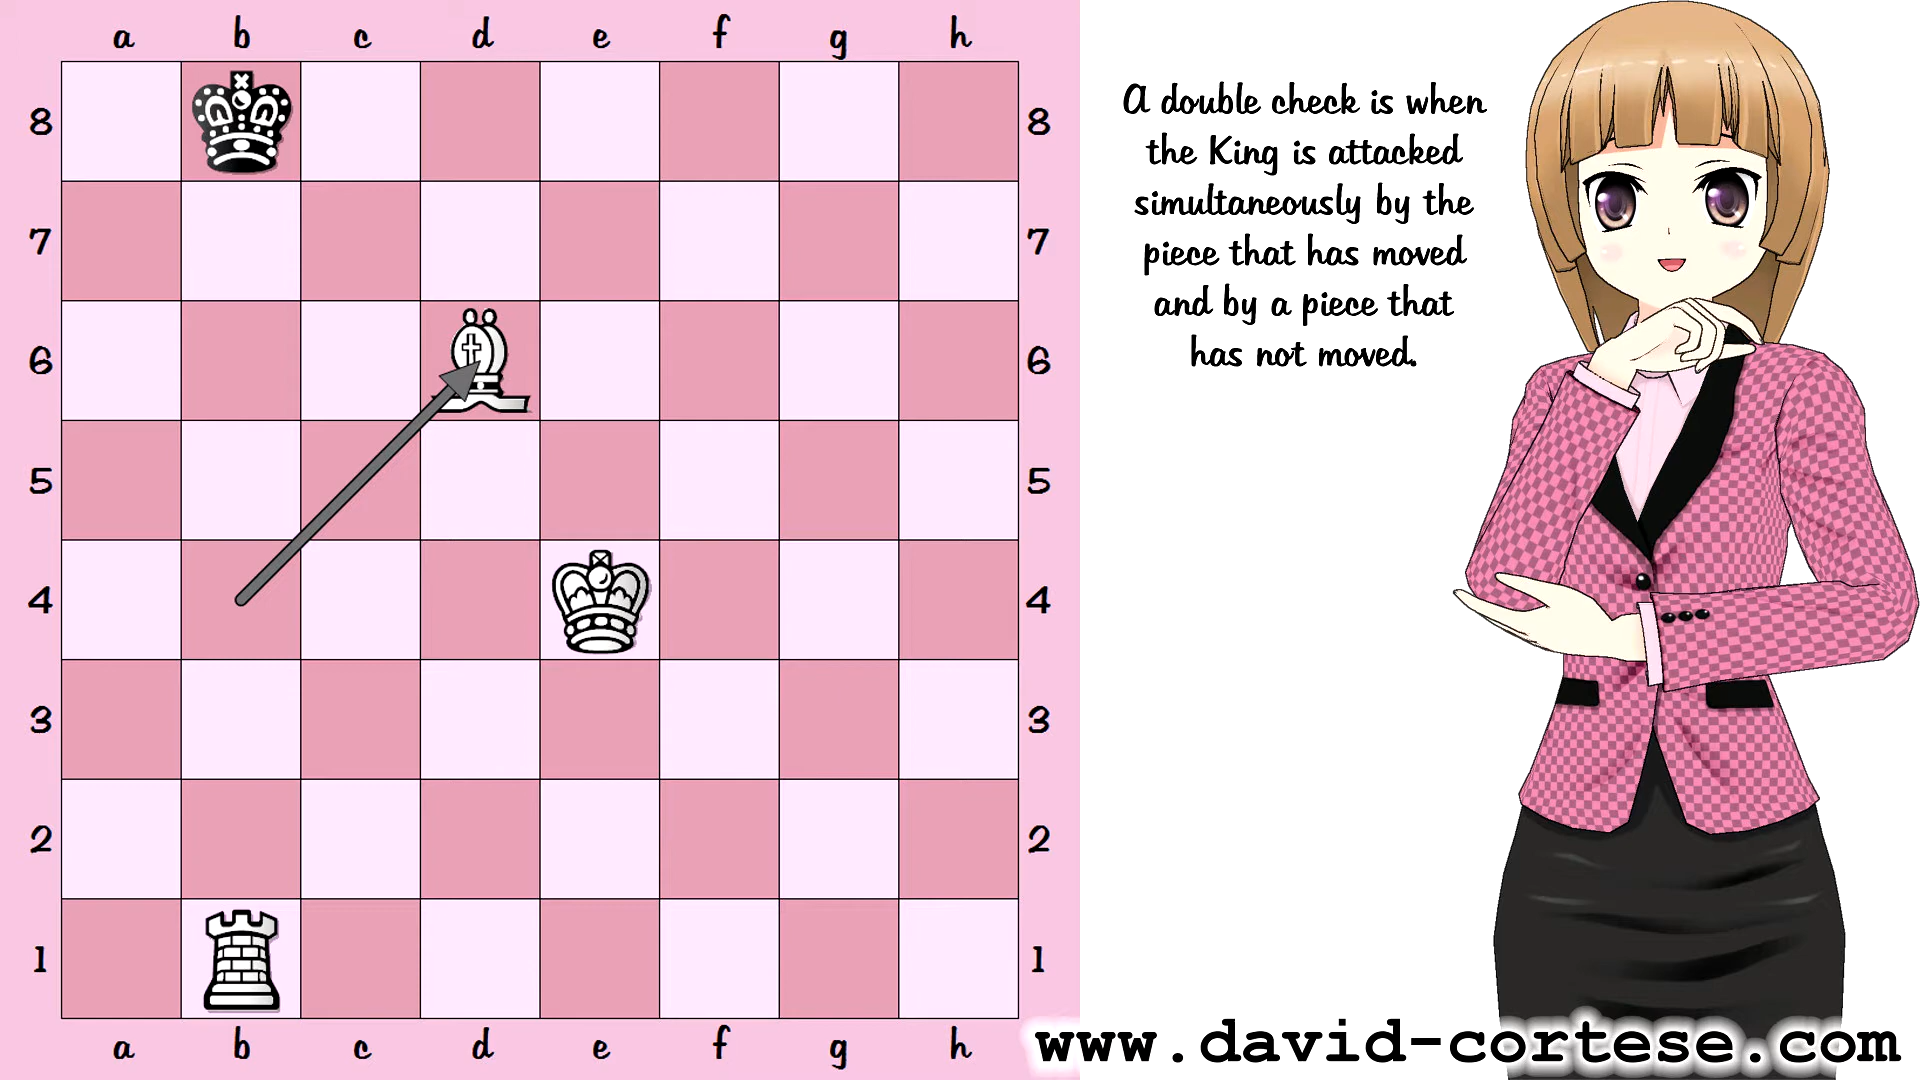 a b c d e f g h
8 8
7 7
6 6
5 5
4 4
3 3
2 2
1 1
a b c d e f g h
A double check is when
the King is attacked
simultaneously by the
piece that has moved
and by a piece that
has not moved.
www.david-cortese.com